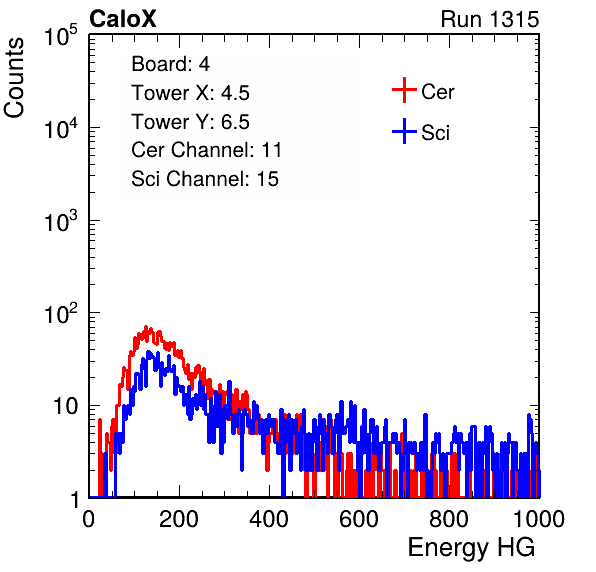 CaloX
Run 1315
Counts
10^5
10^4
10^3
10^2
10
1
Board: 4
Tower X: 4.5
Tower Y: 6.5
Cer Channel: 11
Sci Channel: 15
Cer
Sci
0 200 400 600 800 1000
Energy HG